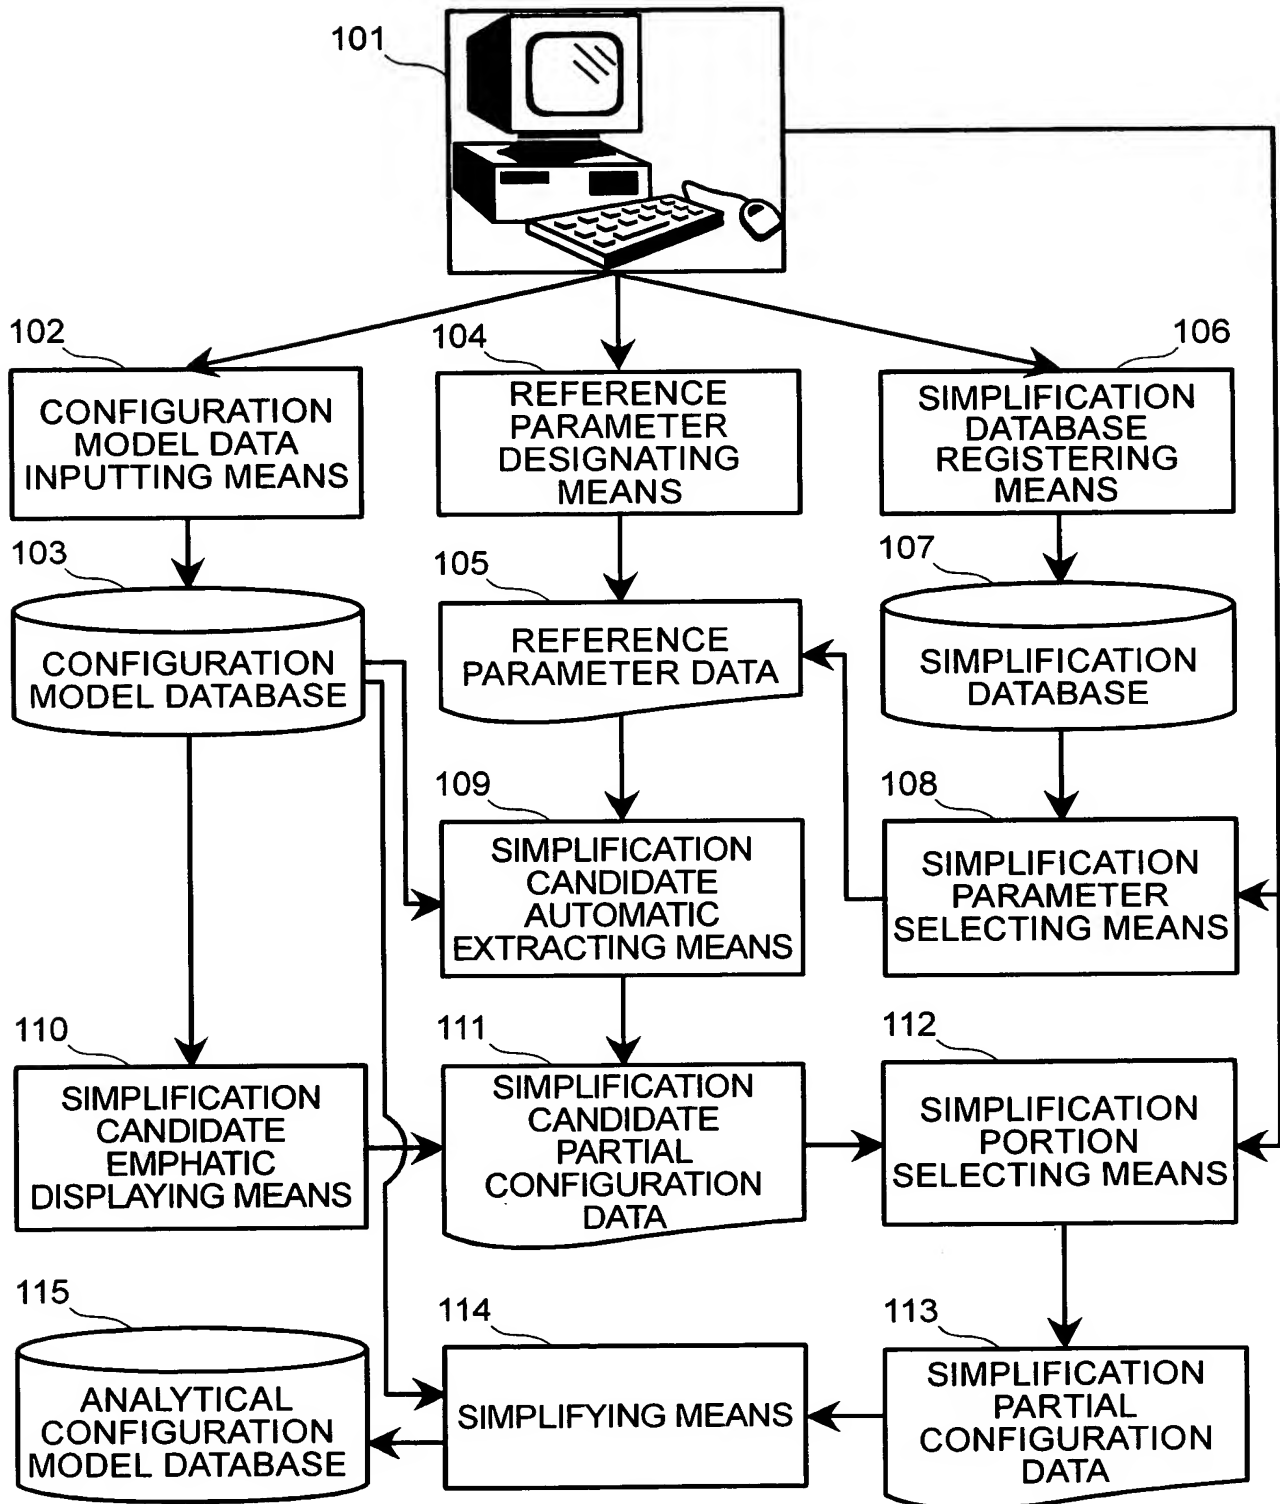 101
102
CONFIGURATION
MODEL DATA
INPUTTING MEANS
104
REFERENCE
PARAMETER
DESIGNATING
MEANS
106
SIMPLIFICATION
DATABASE
REGISTERING
MEANS
103
CONFIGURATION
MODEL DATABASE
105
REFERENCE
PARAMETER DATA
107
SIMPLIFICATION
DATABASE
109
SIMPLIFICATION
CANDIDATE
AUTOMATIC
EXTRACTING MEANS
108
SIMPLIFICATION
PARAMETER
SELECTING MEANS
110
SIMPLIFICATION
CANDIDATE
EMPHATIC
DISPLAYING MEANS
111
SIMPLIFICATION
CANDIDATE
PARTIAL
CONFIGURATION
DATA
112
SIMPLIFICATION
PORTION
SELECTING MEANS
115
ANALYTICAL
CONFIGURATION
MODEL DATABASE
114
SIMPLIFYING MEANS
113
SIMPLIFICATION
PARTIAL
CONFIGURATION
DATA